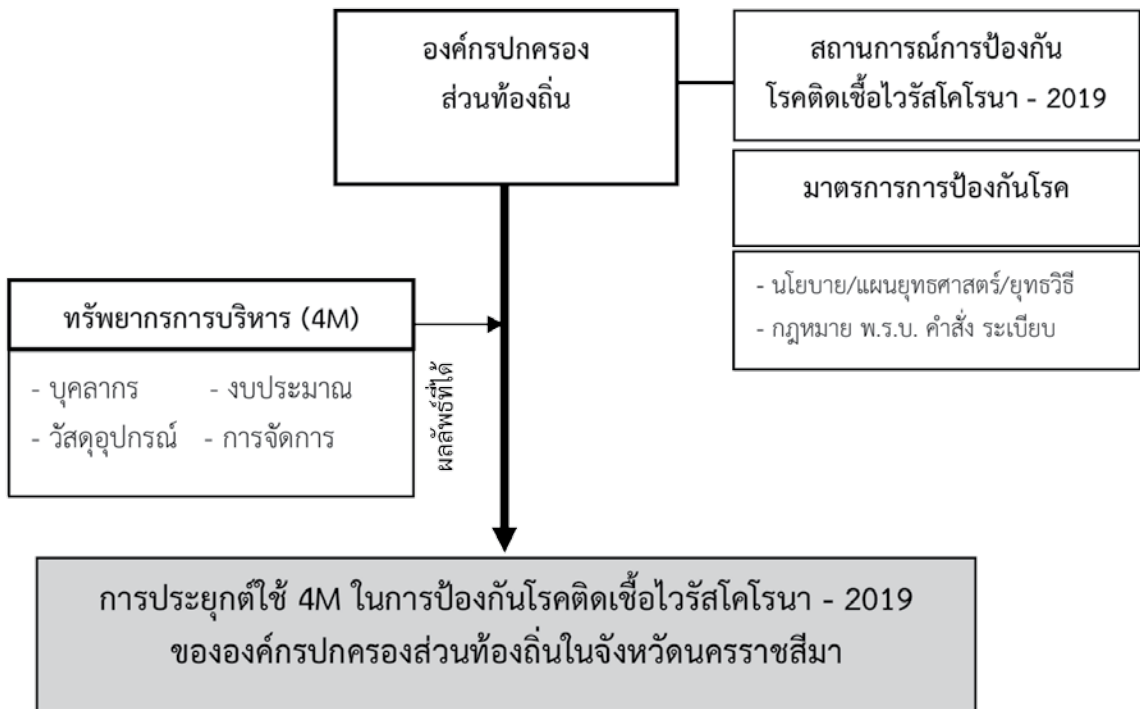 องค์กรปกครอง
ส่วนท้องถิ่น
สถานการณ์การป้องกัน
โรคติดเชื้อไวรัสโคโรนา - 2019
มาตรการการป้องกันโรค
- นโยบาย/แผนยุทธศาสตร์/ยุทธวิธี
- กฎหมาย พ.ร.บ. คำสั่ง ระเบียบ
ทรัพยากรการบริหาร (4M)
- บุคลากร - งบประมาณ
- วัสดุอุปกรณ์ - การจัดการ
ผลลัพธ์ที่ได้
การประยุกต์ใช้ 4M ในการป้องกันโรคติดเชื้อไวรัสโคโรนา - 2019
ขององค์กรปกครองส่วนท้องถิ่นในจังหวัดนครราชสีมา